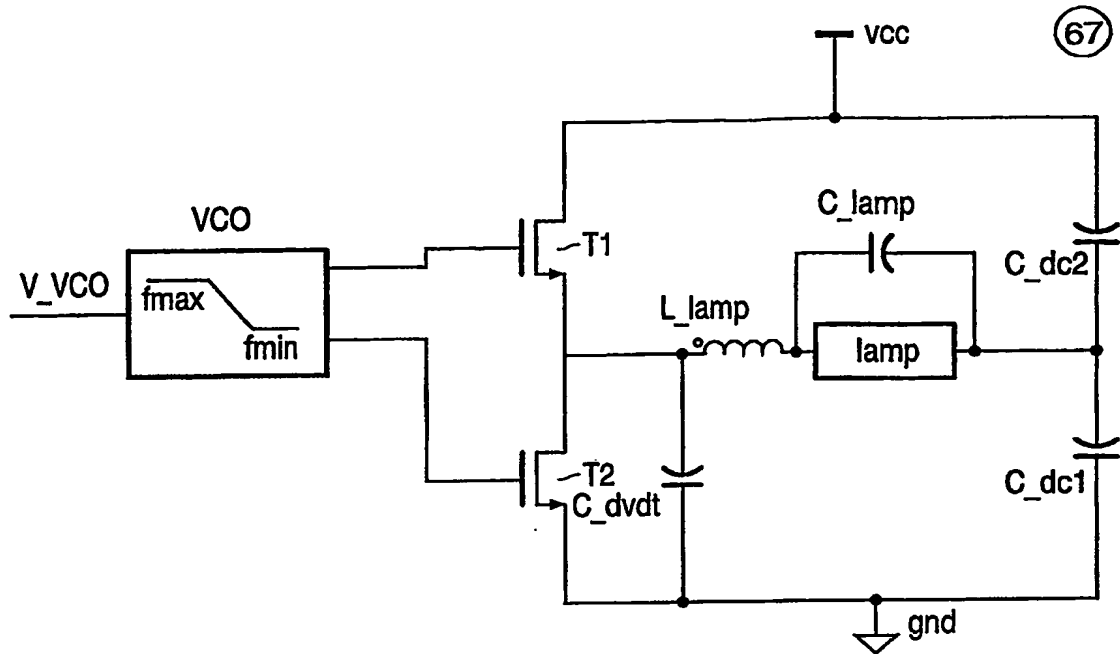 vcc
67
VCO
C_lamp
T1
C_dc2
V_VCO
fmax
fmin
L_lamp
lamp
T2
C_dvdt
C_dc1
gnd